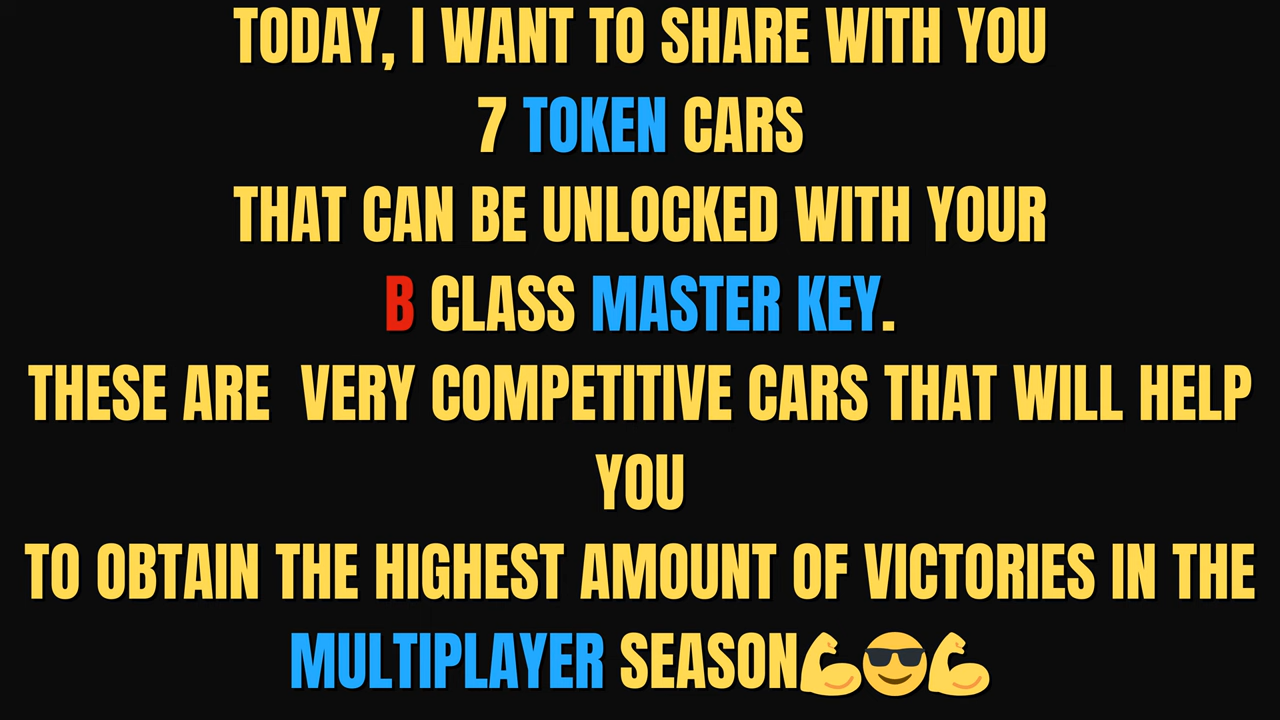 TODAY, I WANT TO SHARE WITH YOU
7 TOKEN CARS
THAT CAN BE UNLOCKED WITH YOUR
B CLASS MASTER KEY.
THESE ARE  VERY COMPETITIVE CARS THAT WILL HELP
YOU
TO OBTAIN THE HIGHEST AMOUNT OF VICTORIES IN THE
MULTIPLAYER SEASON💪😎💪